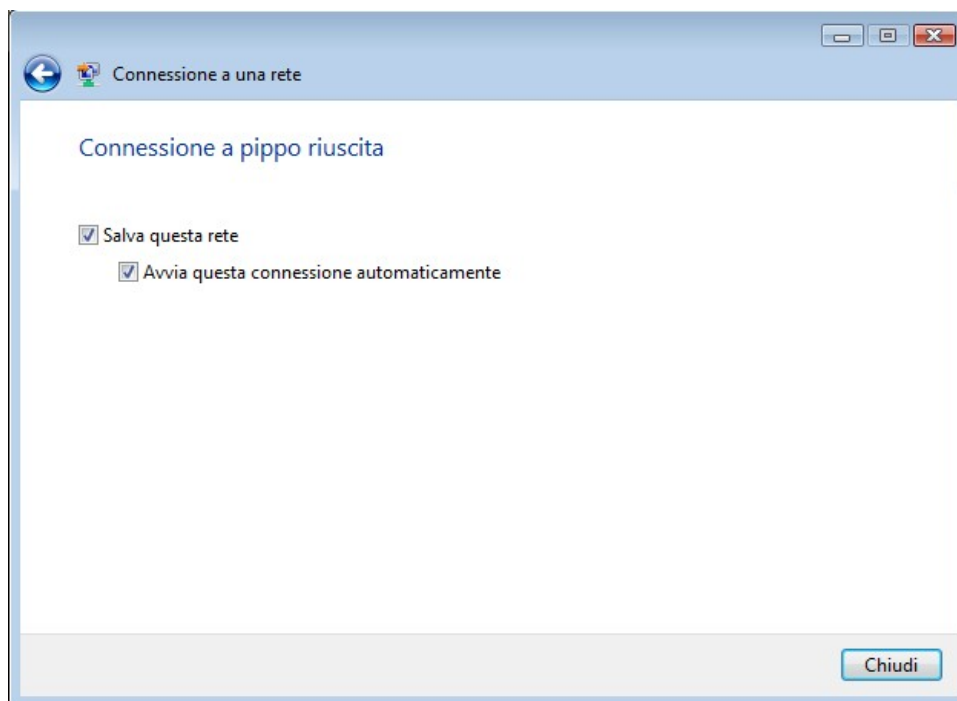 Connessione a una rete
Connessione a pippo riuscita
Salva questa rete
Avvia questa connessione automaticamente
Chiudi